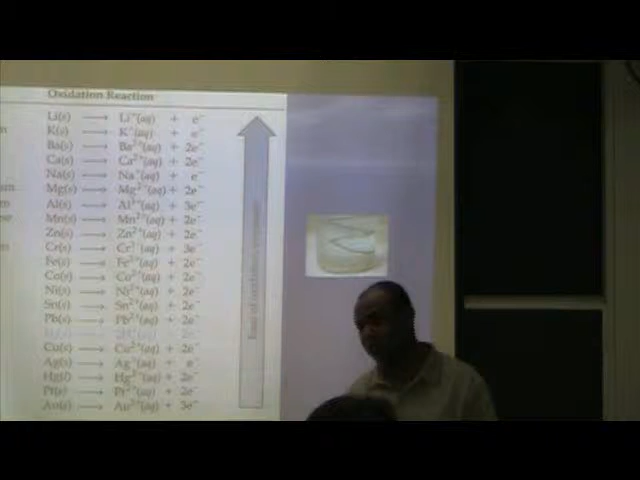 Oxidation Reaction
Li(s) ⟶ Li⁺(aq) + e⁻
K(s) ⟶ K⁺(aq) + e⁻
Ba(s) ⟶ Ba²⁺(aq) + 2e⁻
Ca(s) ⟶ Ca²⁺(aq) + 2e⁻
Na(s) ⟶ Na⁺(aq) + e⁻
Mg(s) ⟶ Mg²⁺(aq) + 2e⁻
Al(s) ⟶ Al³⁺(aq) + 3e⁻
Mn(s) ⟶ Mn²⁺(aq) + 2e⁻
Zn(s) ⟶ Zn²⁺(aq) + 2e⁻
Cr(s) ⟶ Cr³⁺(aq) + 3e⁻
Fe(s) ⟶ Fe²⁺(aq) + 2e⁻
Co(s) ⟶ Co²⁺(aq) + 2e⁻
Ni(s) ⟶ Ni²⁺(aq) + 2e⁻
Sn(s) ⟶ Sn²⁺(aq) + 2e⁻
Pb(s) ⟶ Pb²⁺(aq) + 2e⁻
Cu(s) ⟶ Cu²⁺(aq) + 2e⁻
Ag(s) ⟶ Ag⁺(aq) + e⁻
Hg(l) ⟶ Hg²⁺(aq) + 2e⁻
Pt(s) ⟶ Pt²⁺(aq) + 2e⁻
Au(s) ⟶ Au³⁺(aq) + 3e⁻